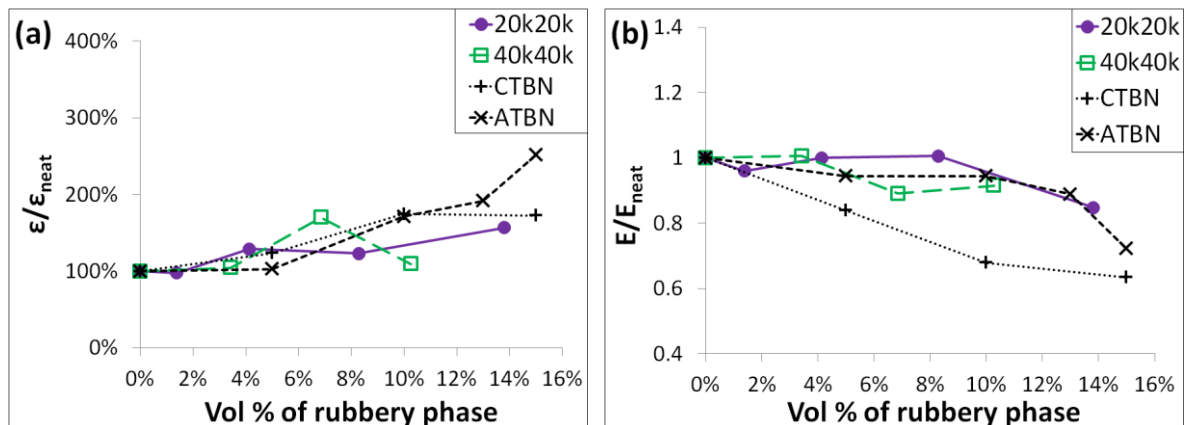 (a)
20k20k
40k40k
CTBN
ATBN
400%
300%
200%
100%
0%
ε/εneat
0% 2% 4% 6% 8% 10% 12% 14% 16%
Vol % of rubbery phase
(b)
20k20k
40k40k
CTBN
ATBN
1.4
1.2
1
0.8
0.6
0.4
E/Eneat
0% 2% 4% 6% 8% 10% 12% 14% 16%
Vol % of rubbery phase